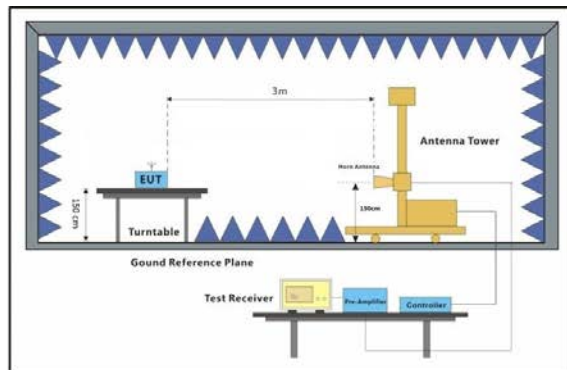 3m
Antenna Tower
Horn Antenna
EUT
150 cm
150cm
Turntable
Gound Reference Plane
Test Receiver
Pre-Amplifier
Controller